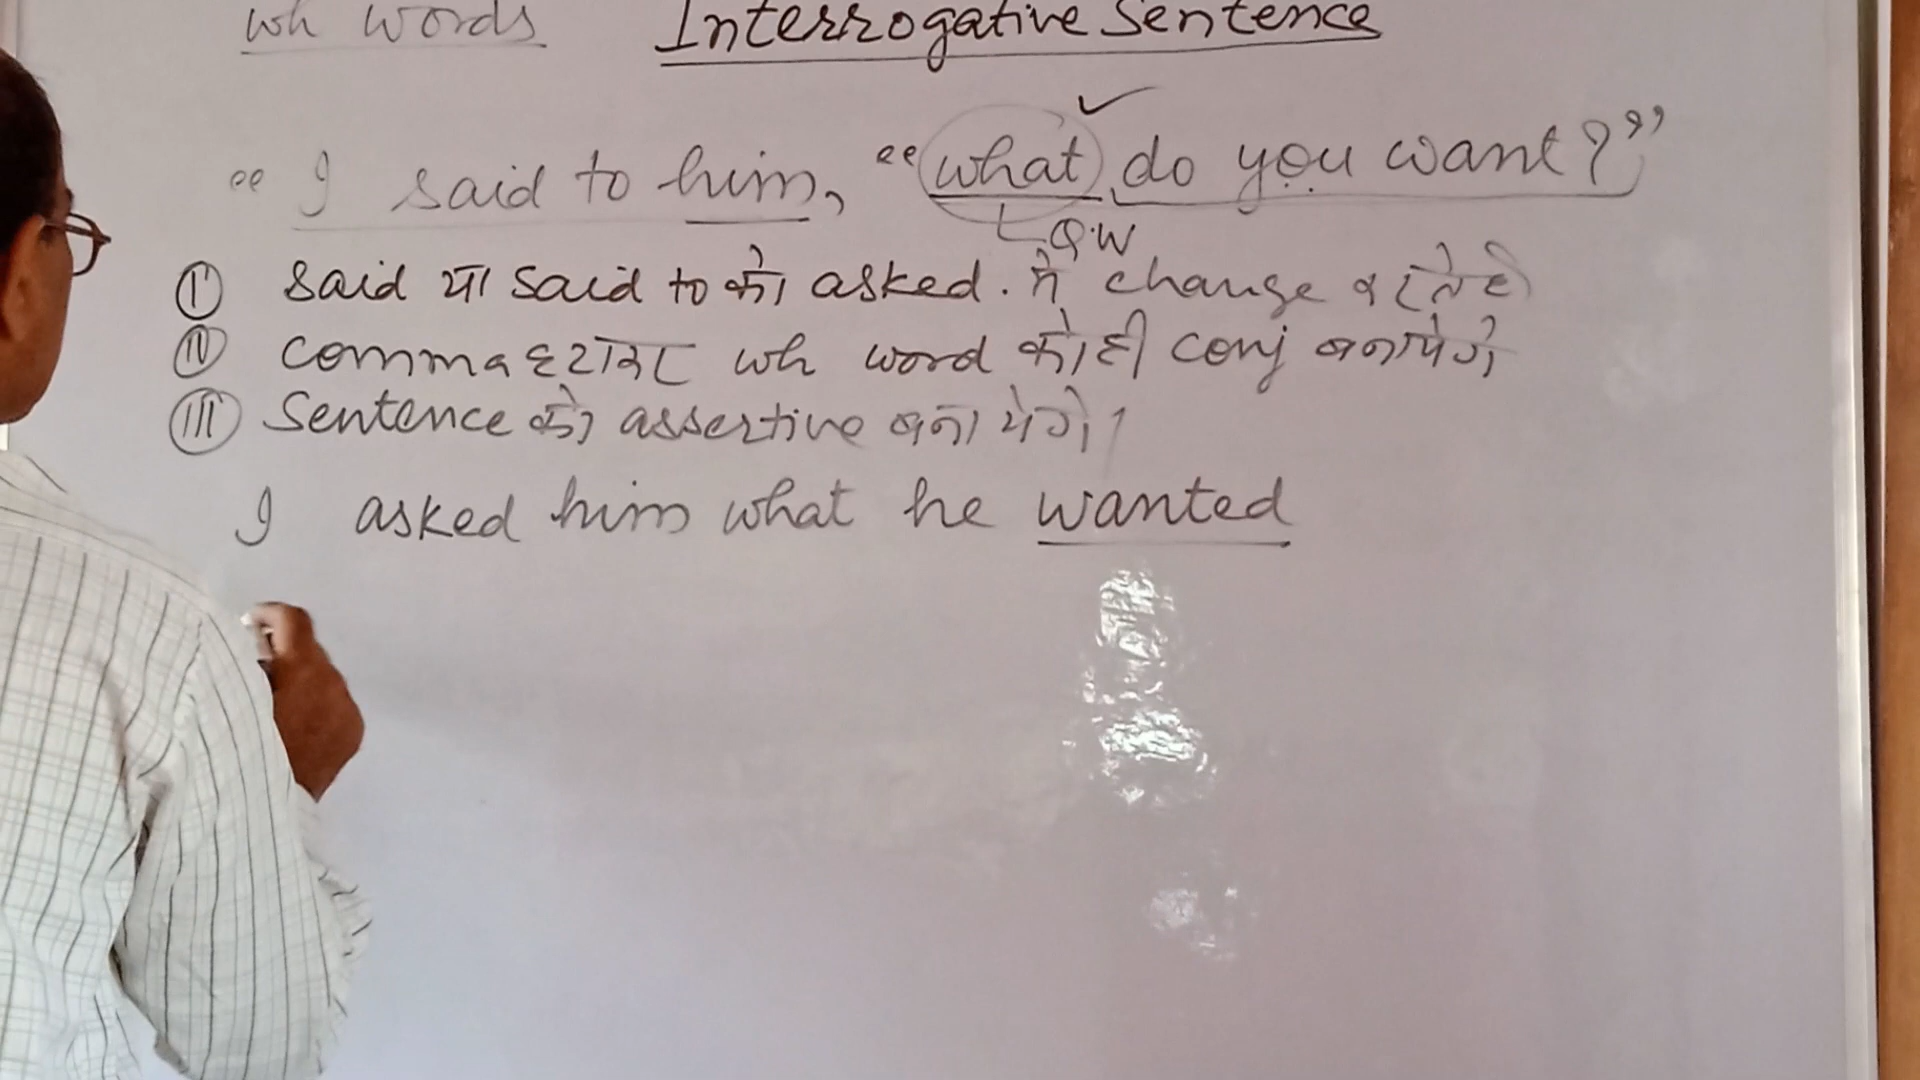 wh words Interrogative Sentence
“ I said to him, “what do you want?”
Q.W
(I) said या said to को asked. में change करते है
(II) comma हटाकर wh word को ही conj बनायेगे
(III) Sentence को assertive बनायेगे।
I asked him what he wanted